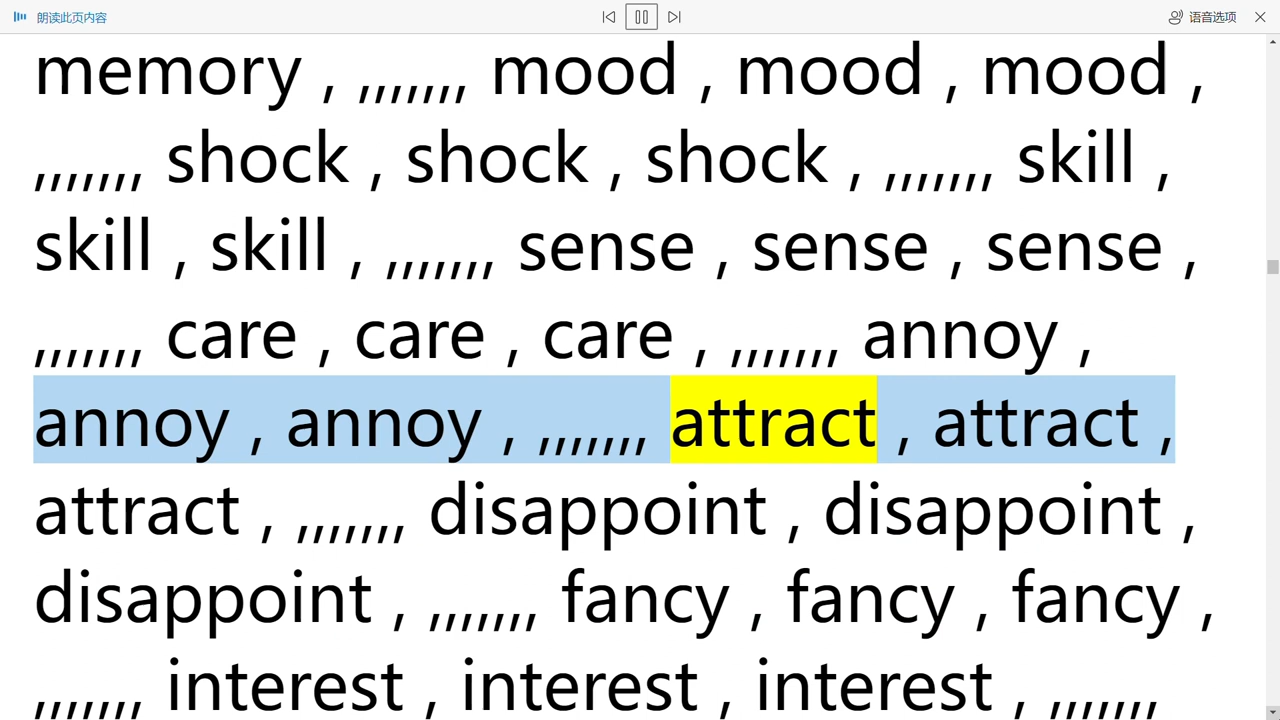 朗读此页内容
语音选项
memory , ,,,,,,, mood , mood , mood ,
,,,,,,, shock , shock , shock , ,,,,,,, skill ,
skill , skill , ,,,,,,, sense , sense , sense ,
,,,,,,, care , care , care , ,,,,,,, annoy ,
annoy , annoy , ,,,,,,, attract , attract ,
attract , ,,,,,,, disappoint , disappoint ,
disappoint , ,,,,,,, fancy , fancy , fancy ,
,,,,,,, interest , interest , interest , ,,,,,,,